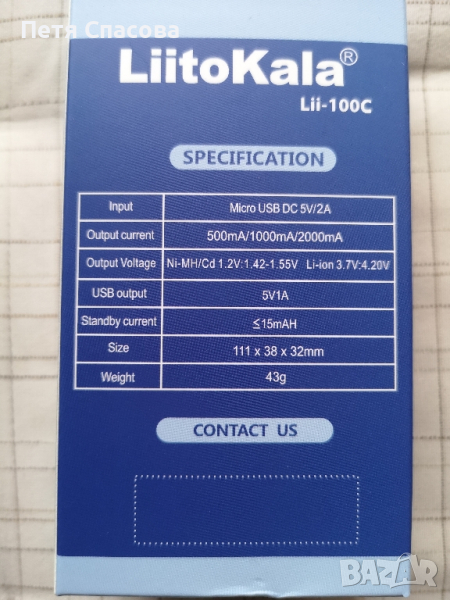 Петя Спасова
LiitoKala®
Lii-100C
SPECIFICATION
Input Micro USB DC 5V/2A
Output current 500mA/1000mA/2000mA
Output Voltage Ni-MH/Cd 1.2V:1.42-1.55V Li-ion 3.7V:4.20V
USB output 5V1A
Standby current ≤15mAH
Size 111 x 38 x 32mm
Weight 43g
CONTACT US
BAZAR